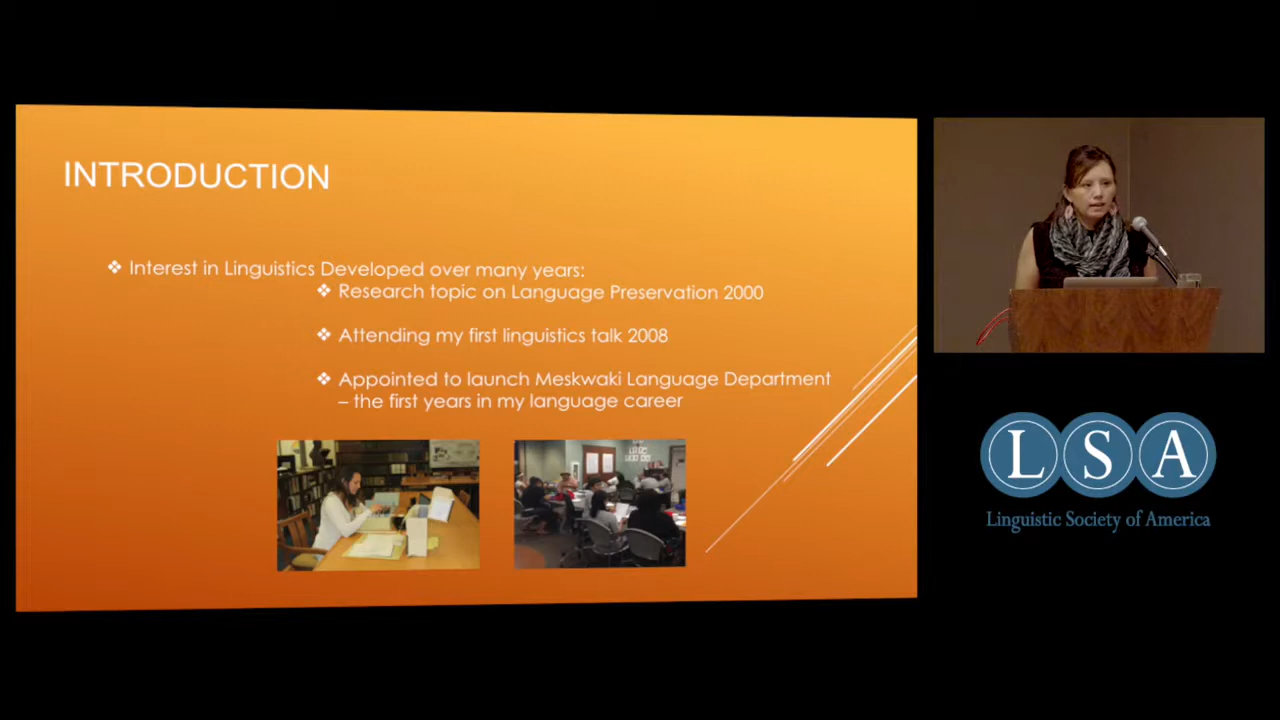 INTRODUCTION
❖ Interest in Linguistics Developed over many years:
❖ Research topic on Language Preservation 2000
❖ Attending my first linguistics talk 2008
❖ Appointed to launch Meskwaki Language Department
– the first years in my language career
LSA
Linguistic Society of America